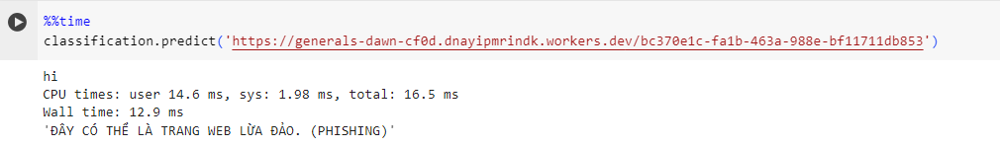 %%time
classification.predict('https://generals-dawn-cf0d.dnayipmrindk.workers.dev/bc370e1c-fa1b-463a-988e-bf11711db853')
hi
CPU times: user 14.6 ms, sys: 1.98 ms, total: 16.5 ms
Wall time: 12.9 ms
'ĐÂY CÓ THỂ LÀ TRANG WEB LỪA ĐẢO. (PHISHING)'